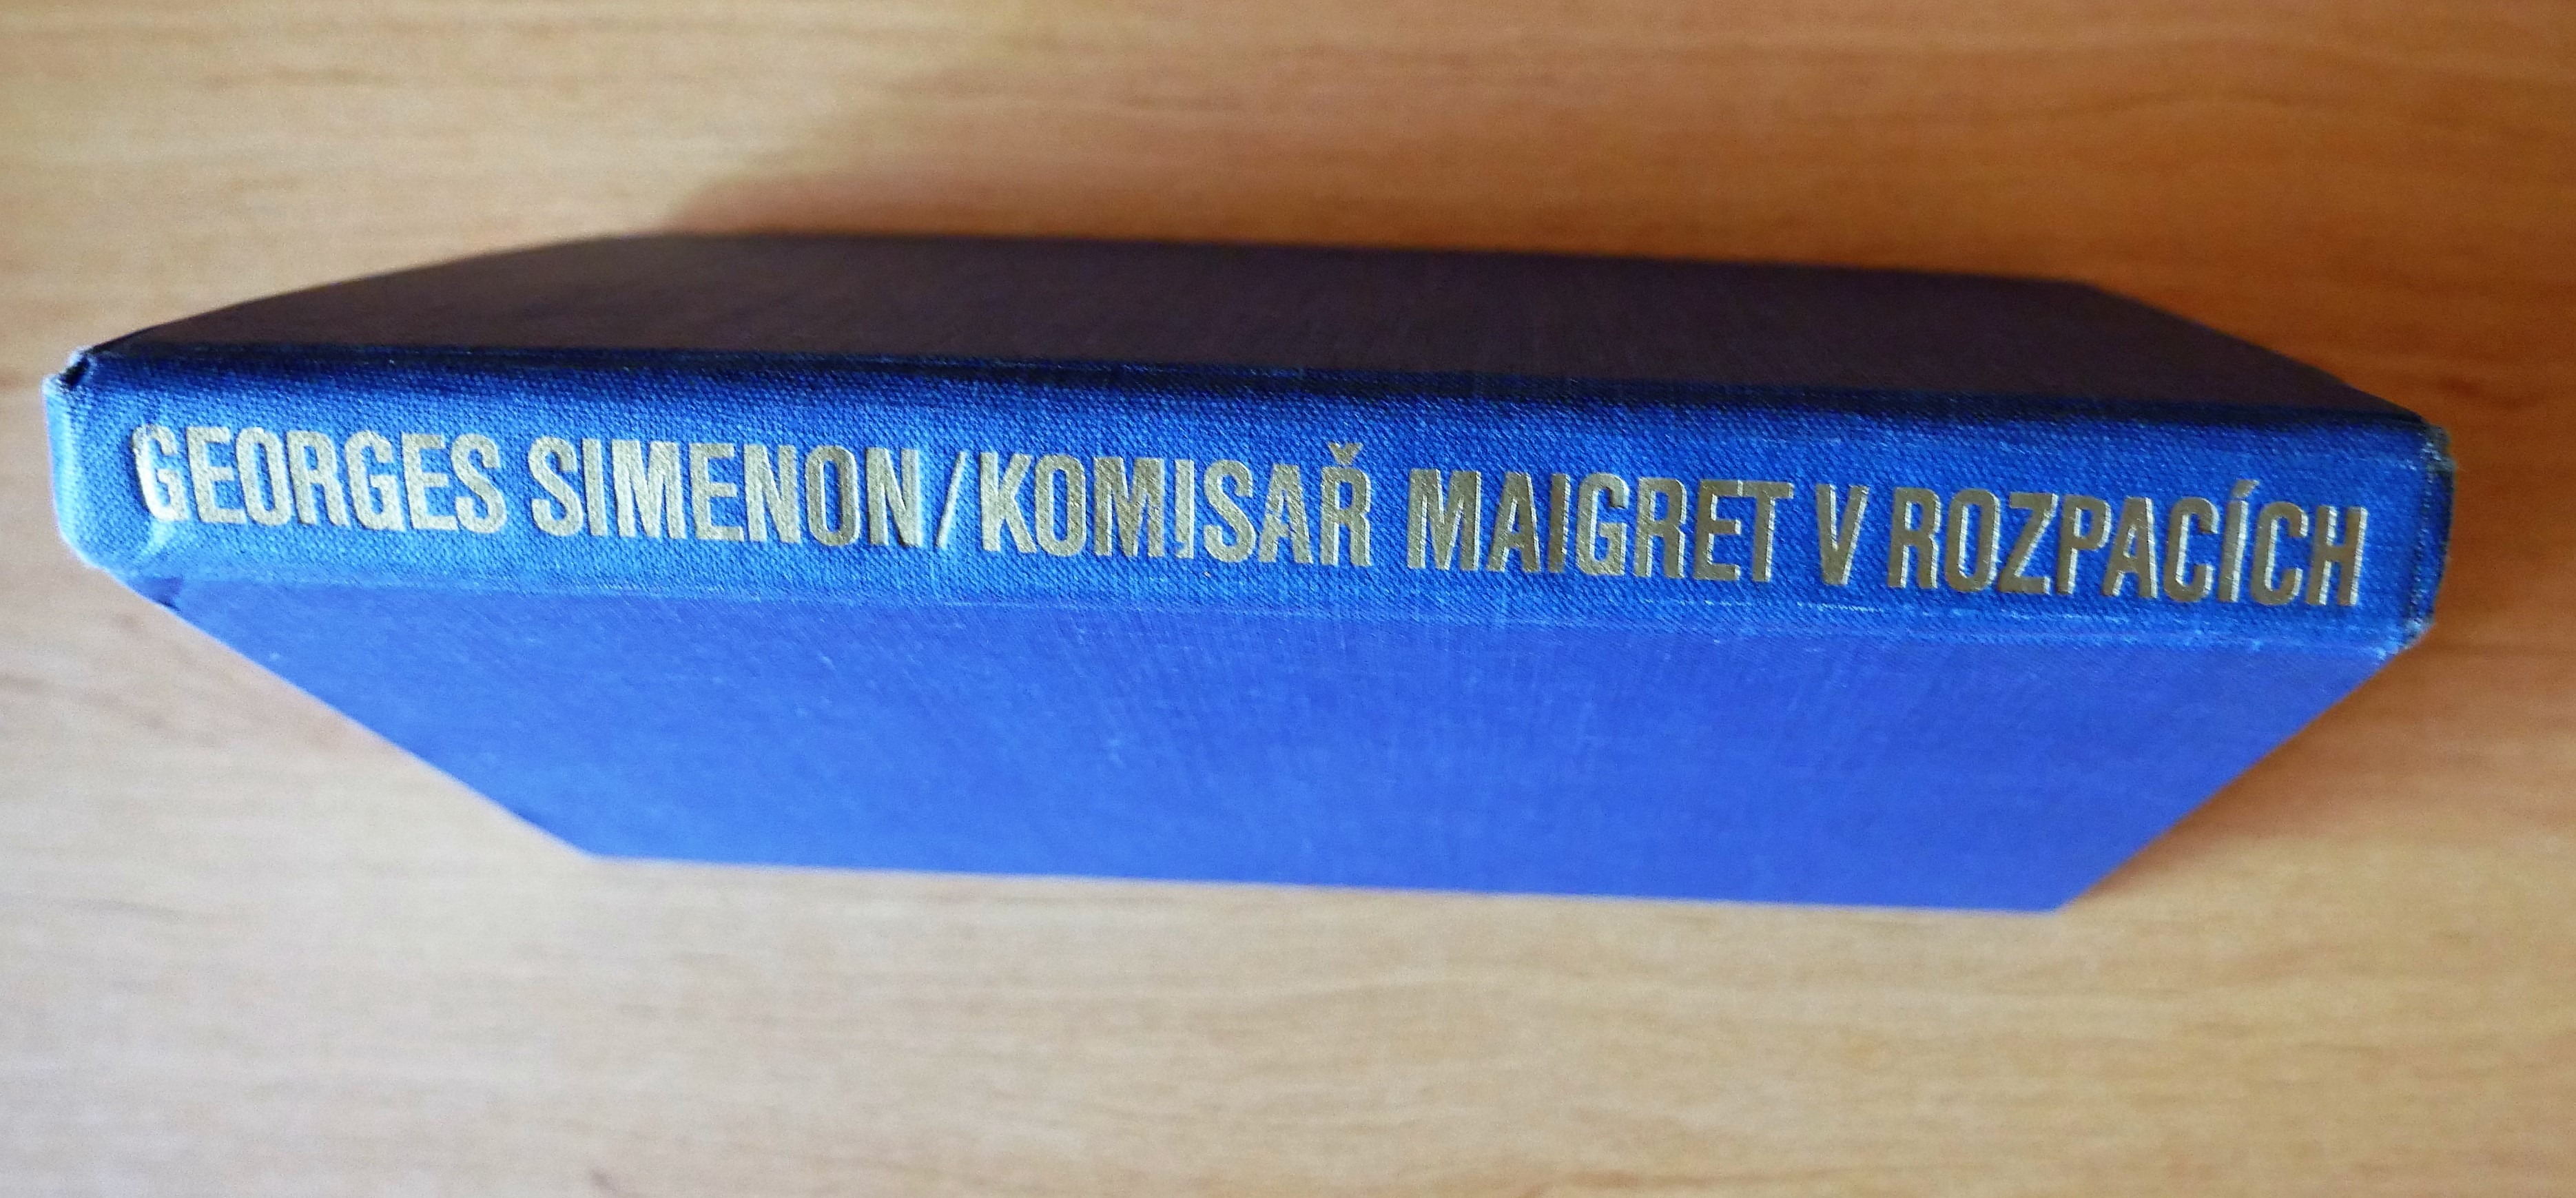 GEORGES SIMENON/KOMISAŘ MAIGRET V ROZPACÍCH